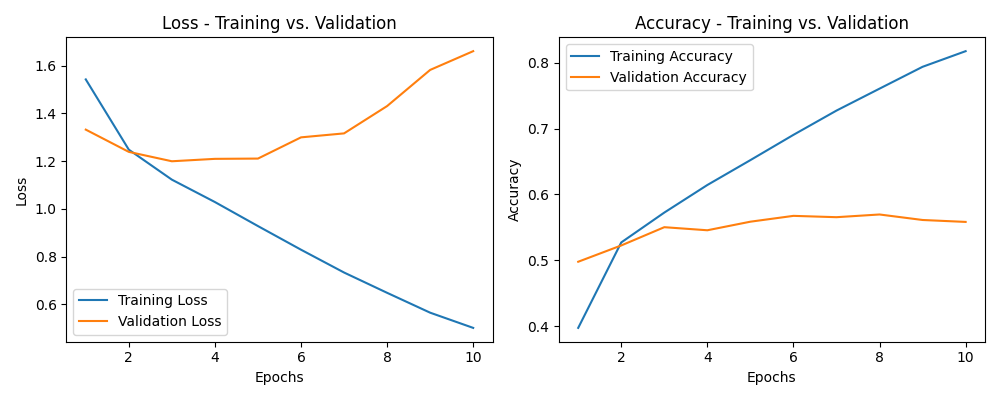 Loss - Training vs. Validation
1.6
1.4
1.2
1.0
0.8
0.6
Loss
Training Loss
Validation Loss
2 4 6 8 10
Epochs
Accuracy - Training vs. Validation
Training Accuracy
Validation Accuracy
0.8
0.7
0.6
0.5
0.4
Accuracy
2 4 6 8 10
Epochs